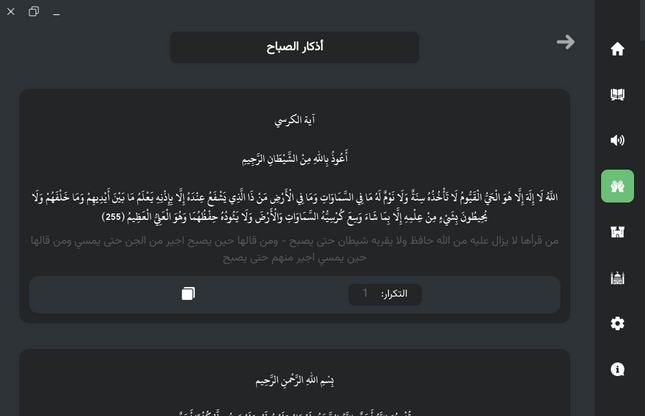 أذكار الصباح
آية الكرسي
أَعُوذُ بِاللهِ مِنْ الشَّيْطَانِ الرَّجِيمِ
اللَّهُ لَا إِلَهَ إِلَّا هُوَ الْحَيُّ الْقَيُّومُ لَا تَأْخُذُهُ سِنَةٌ وَلَا نَوْمٌ لَهُ مَا فِي السَّمَاوَاتِ وَمَا فِي الْأَرْضِ مَنْ ذَا الَّذِي يَشْفَعُ عِنْدَهُ إِلَّا بِإِذْنِهِ يَعْلَمُ مَا بَيْنَ أَيْدِيهِمْ وَمَا خَلْفَهُمْ وَلَا
يُحِيطُونَ بِشَيْءٍ مِنْ عِلْمِهِ إِلَّا بِمَا شَاءَ وَسِعَ كُرْسِيُّهُ السَّمَاوَاتِ وَالْأَرْضَ وَلَا يَئُودُهُ حِفْظُهُمَا وَهُوَ الْعَلِيُّ الْعَظِيمُ (255)
من قرأها لا يزال عليه من الله حافظ ولا يقربه شيطان حتى يصبح - ومن قالها حين يصبح اجير من الجن حتى يمسي ومن قالها
حين يمسي اجير منهم حتى يصبح
التكرار: 1
بِسْمِ اللهِ الرَّحْمنِ الرَّحِيم